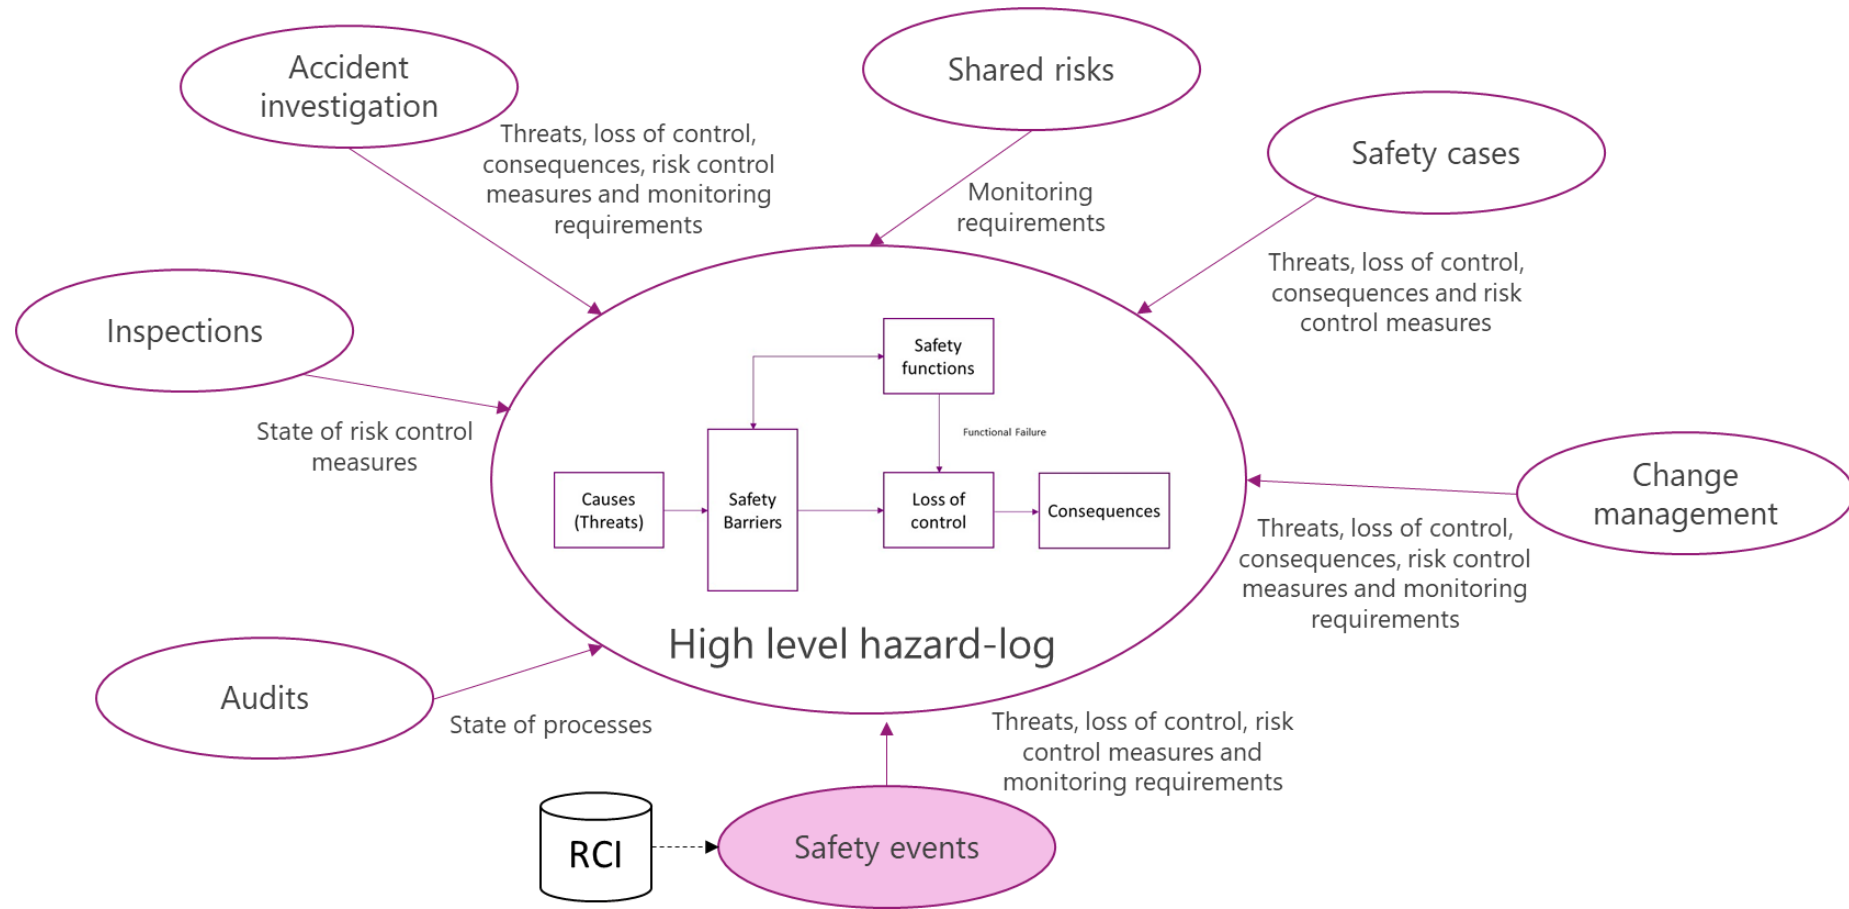 Accident
investigation
Threats, loss of control,
consequences, risk control
measures and monitoring
requirements
Shared risks
Monitoring
requirements
Safety cases
Threats, loss of control,
consequences and risk
control measures
Inspections
State of risk control
measures
Safety
functions
Functional Failure
Causes
(Threats)
Safety
Barriers
Loss of
control
Consequences
High level hazard-log
Change
management
Threats, loss of control,
consequences, risk control
measures and monitoring
requirements
Audits
State of processes
Threats, loss of control, risk
control measures and
monitoring requirements
RCI
Safety events